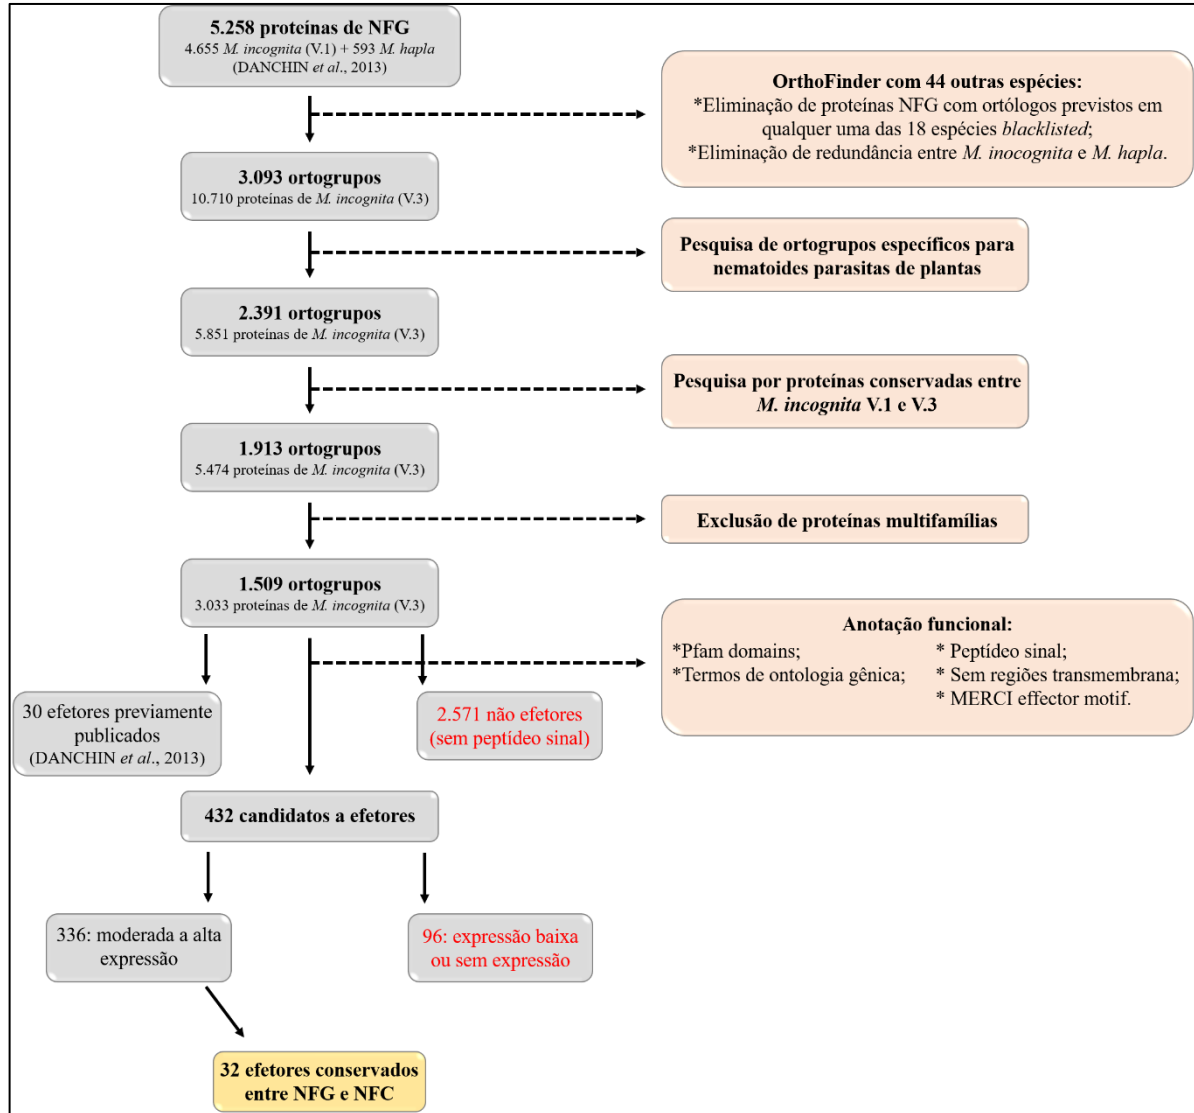 5.258 proteínas de NFG
4.655 M. incognita (V.1) + 593 M. hapla
(DANCHIN et al., 2013)
OrthoFinder com 44 outras espécies:
*Eliminação de proteínas NFG com ortólogos previstos em
qualquer uma das 18 espécies blacklisted;
*Eliminação de redundância entre M. inocognita e M. hapla.
3.093 ortogrupos
10.710 proteínas de M. incognita (V.3)
Pesquisa de ortogrupos específicos para
nematoides parasitas de plantas
2.391 ortogrupos
5.851 proteínas de M. incognita (V.3)
Pesquisa por proteínas conservadas entre
M. incognita V.1 e V.3
1.913 ortogrupos
5.474 proteínas de M. incognita (V.3)
Exclusão de proteínas multifamílias
1.509 ortogrupos
3.033 proteínas de M. incognita (V.3)
Anotação funcional:
*Pfam domains;
*Termos de ontologia gênica;
* Peptídeo sinal;
* Sem regiões transmembrana;
* MERCI effector motif.
30 efetores previamente
publicados
(DANCHIN et al., 2013)
2.571 não efetores
(sem peptídeo sinal)
432 candidatos a efetores
336: moderada a alta
expressão
96: expressão baixa
ou sem expressão
32 efetores conservados
entre NFG e NFC